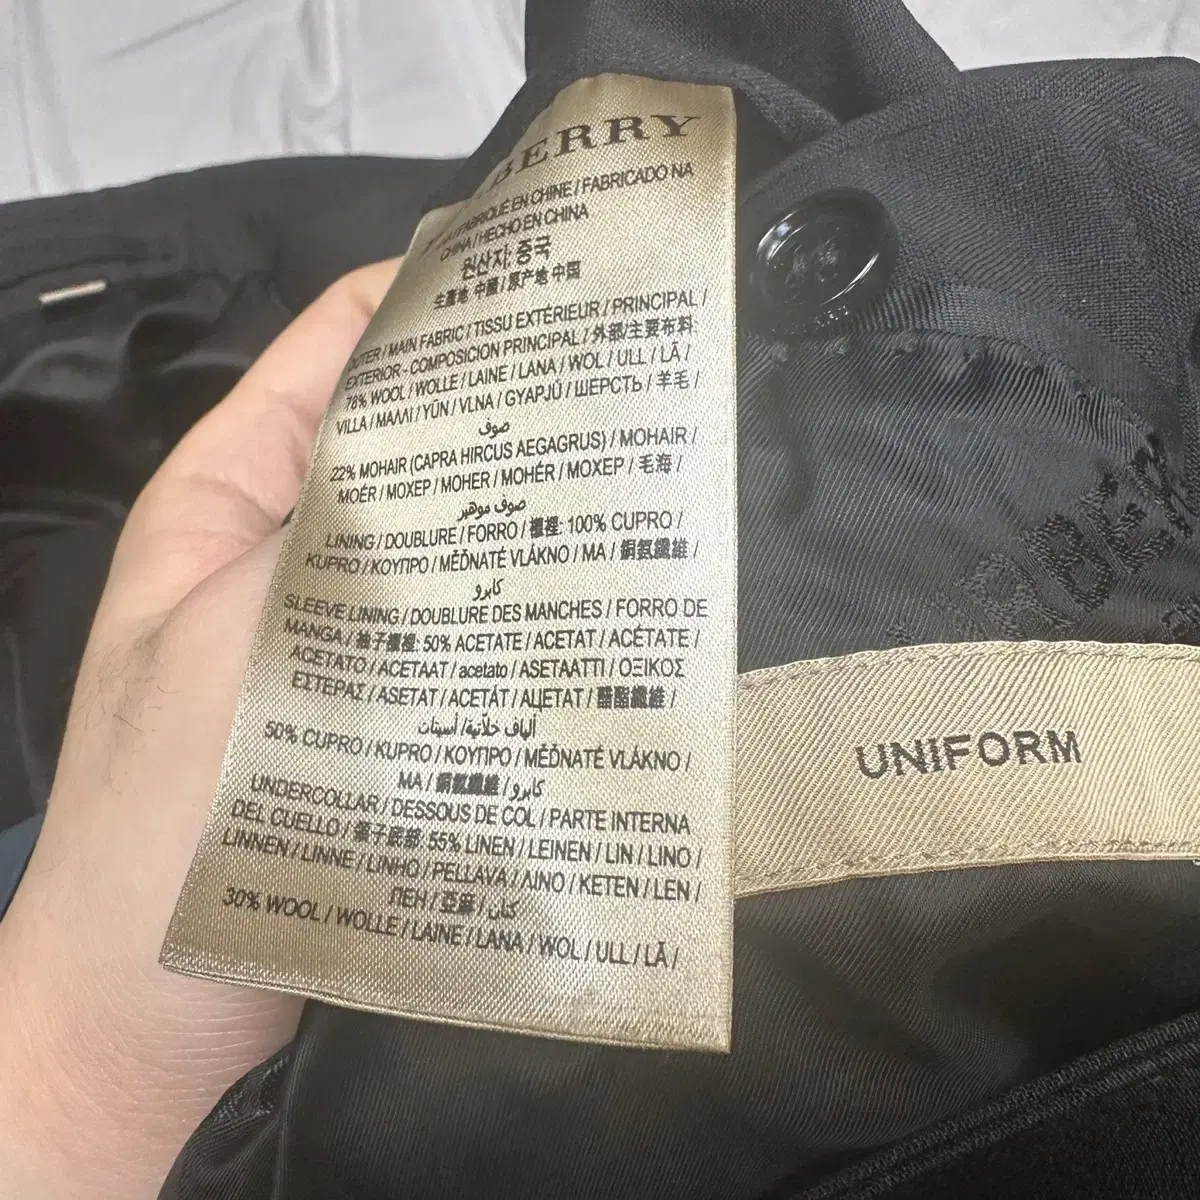 BERRY
FABRIQUÉ EN CHINE / FABRICADO NA
CHINA / HECHO EN CHINA
원산지: 중국
生產地 中國 / 原产地 中国
OUTER / MAIN FABRIC / TISSU EXTÉRIEUR / PRINCIPAL /
EXTERIOR - COMPOSICION PRINCIPAL / 外部/主要布料
78% WOOL / WOLLE / LAINE / LANA / WOL / ULL / LÃ /
VILLA / ΜΑΛΛΙ / YÜN / VLNA / GYAPJÚ / ШЕРСТЬ / 羊毛 /
صوف
22% MOHAIR (CAPRA HIRCUS AEGAGRUS) / MOHAIR /
MOÉR / МОХЕР / MOHER / MOHÉR / МОХЕР / 毛海 /
صوف موهير
LINING / DOUBLURE / FORRO / 襯裡: 100% CUPRO /
KUPRO / ΚΟΥΠΡΟ / MĚĎNATÉ VLÁKNO / MA / 銅氨纖維 /
كابرو
SLEEVE LINING / DOUBLURE DES MANCHES / FORRO DE
MANGA / 袖子襯裡: 50% ACETATE / ACETAT / ACÉTATE /
ACETATO / ACETAAT / acetato / ASETAATTI / ΟΞΙΚΟΣ
ΕΣΤΕΡΑΣ / ASETAT / ACETÁT / АЦЕТАТ / 醋酯纖維 /
ألياف خلاّتية/ أسيتات
50% CUPRO / KUPRO / ΚΟΥΠΡΟ / MĚĎNATÉ VLÁKNO /
MA / 銅氨纖維 / كابرو
UNDERCOLLAR / DESSOUS DE COL / PARTE INTERNA
DEL CUELLO / 領子底部: 55% LINEN / LEINEN / LIN / LINO /
LINNEN / LINNE / LINHO / PELLAVA / ΛΙΝΟ / KETEN / LEN /
ЛЕН / 亞麻 / كتان /
30% WOOL / WOLLE / LAINE / LANA / WOL / ULL / LÃ /
UNIFORM